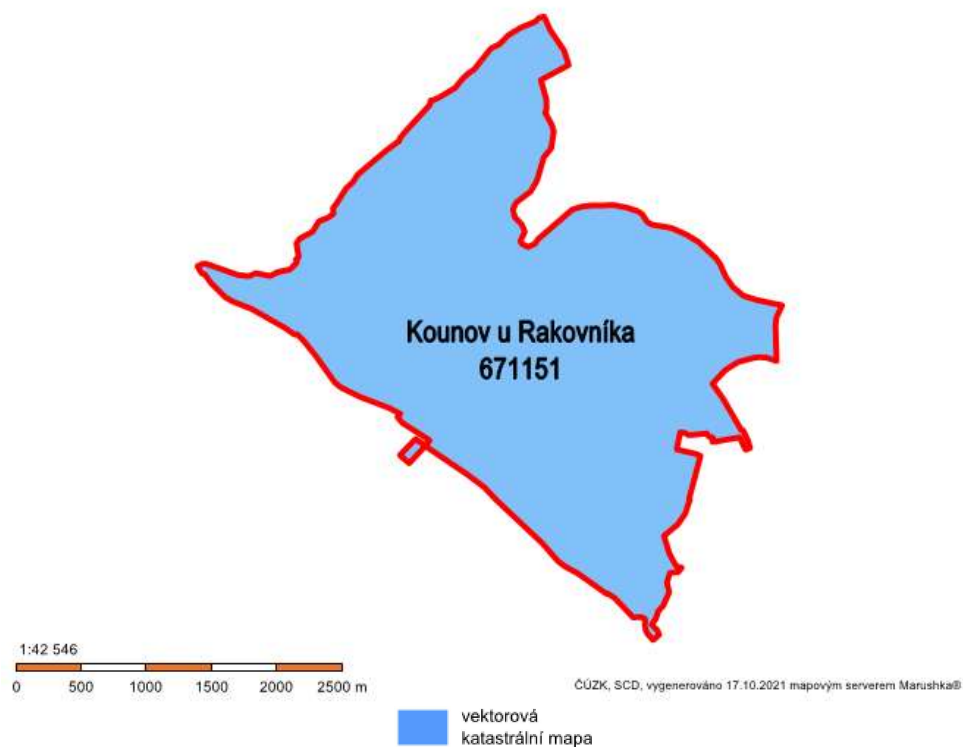 Kounov u Rakovníka
671151
1:42 546
0 500 1000 1500 2000 2500 m
ČÚZK, SCD, vygenerováno 17.10.2021 mapovým serverem Marushka®
vektorová
katastrální mapa